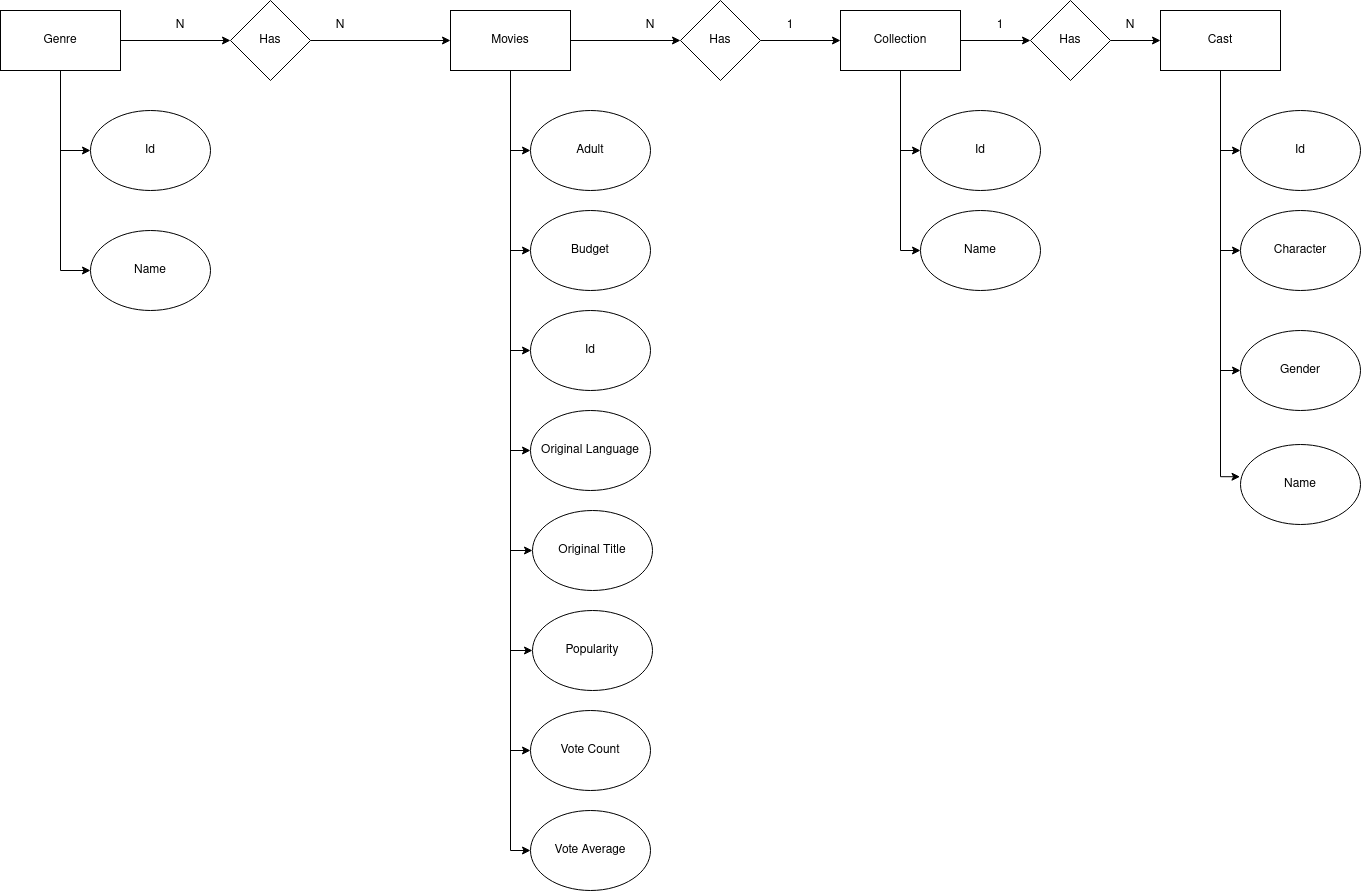 N
N
N
1
1
N
Genre
Has
Movies
Has
Collection
Has
Cast
Id
Adult
Id
Id
Name
Budget
Name
Character
Id
Gender
Original Language
Name
Original Title
Popularity
Vote Count
Vote Average